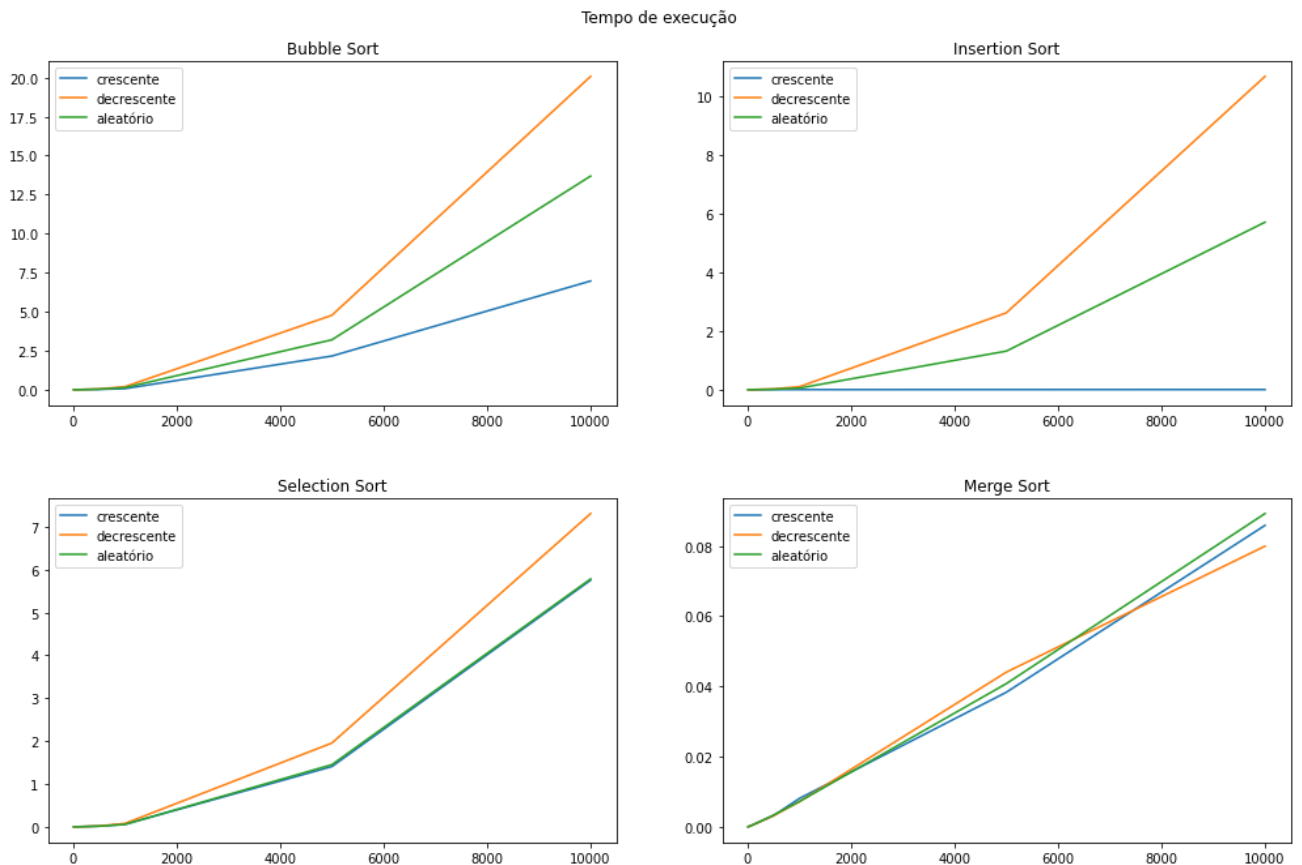 Tempo de execução
Bubble Sort
crescente
decrescente
aleatório
20.0
17.5
15.0
12.5
10.0
7.5
5.0
2.5
0.0
0 2000 4000 6000 8000 10000
Insertion Sort
crescente
decrescente
aleatório
10
8
6
4
2
0
0 2000 4000 6000 8000 10000
Selection Sort
crescente
decrescente
aleatório
7
6
5
4
3
2
1
0
0 2000 4000 6000 8000 10000
Merge Sort
crescente
decrescente
aleatório
0.08
0.06
0.04
0.02
0.00
0 2000 4000 6000 8000 10000